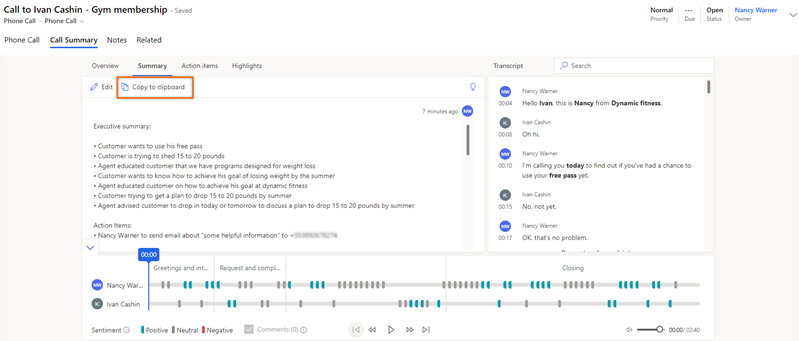 Call to Ivan Cashin - Gym membership - Saved
Phone Call · Phone Call
Normal
Priority
---
Due
Open
Status
Nancy Warner
Owner
Phone Call
Call Summary
Notes
Related
Overview
Summary
Action items
Highlights
Edit
Copy to clipboard
7 minutes ago
NW
Executive summary:
• Customer wants to use his free pass
• Customer is trying to shed 15 to 20 pounds
• Agent educated customer that we have programs designed for weight loss
• Customer wants to know how to achieve his goal of losing weight by the summer
• Agent educated customer on how to achieve his goal at dynamic fitness
• Customer trying to get a plan to drop 15 to 20 pounds by summer
• Agent advised customer to drop in today or tomorrow to discuss a plan to drop 15 to 20 pounds by summer
Action Items:
• Nancy Warner to send email about "some helpful information" to
Transcript
Search
NW
Nancy Warner
00:04
Hello Ivan, this is Nancy from Dynamic fitness.
IC
Ivan Cashin
00:08
Oh hi.
NW
Nancy Warner
00:10
I'm calling you today to find out if you've had a chance to
use your free pass yet.
IC
Ivan Cashin
00:15
No, not yet.
NW
Nancy Warner
00:17
OK, that's no problem.
00:00
Greetings and int...
Request and compl...
Closing
NW
Nancy War...
IC
Ivan Cashin
Sentiment
Positive
Neutral
Negative
Comments (0)
00:00 / 02:40